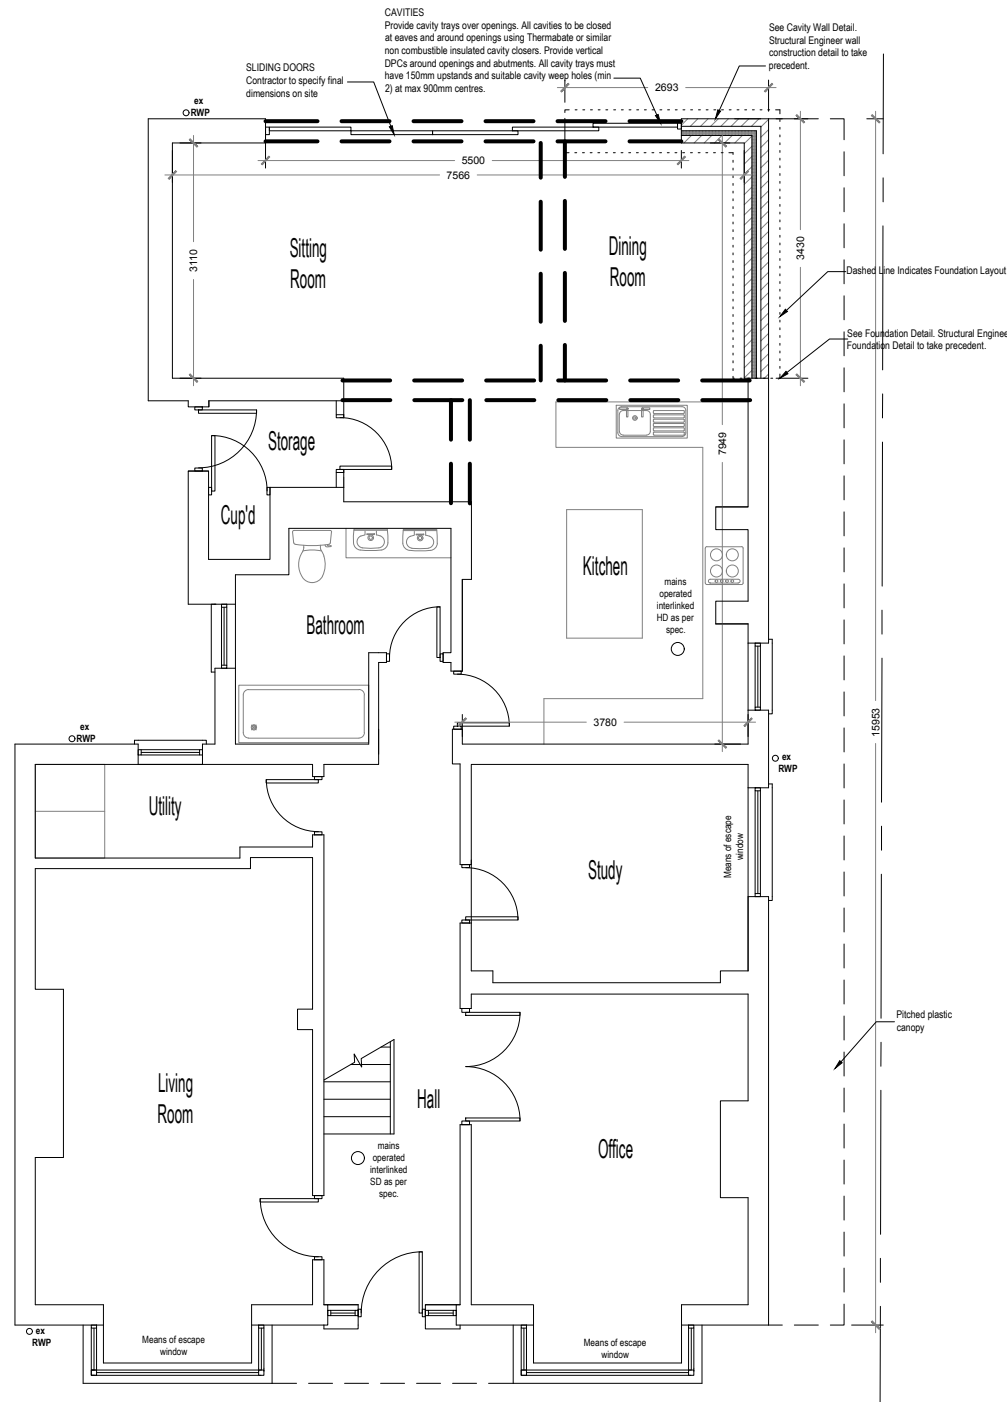 CAVITIES
Provide cavity trays over openings. All cavities to be closed
at eaves and around openings using Thermabate or similar
non combustible insulated cavity closers. Provide vertical
DPCs around openings and abutments. All cavity trays must
have 150mm upstands and suitable cavity weep holes (min
2) at max 900mm centres.
See Cavity Wall Detail.
Structural Engineer wall
construction detail to take
precedent.
SLIDING DOORS
Contractor to specify final
dimensions on site
2693
ex
RWP
5500
7566
3110
Sitting
Room
Dining
Room
3430
Dashed Line Indicates Foundation Layout
See Foundation Detail. Structural Enginee
Foundation Detail to take precedent.
Storage
7949
Cup'd
Kitchen
mains
operated
interlinked
HD as per
spec.
Bathroom
3780
15953
ex
RWP
ex
RWP
Utility
Study
Means of escape
window
Pitched plastic
canopy
Living
Room
Hall
Office
mains
operated
interlinked
SD as per
spec.
ex
RWP
Means of escape
window
Means of escape
window